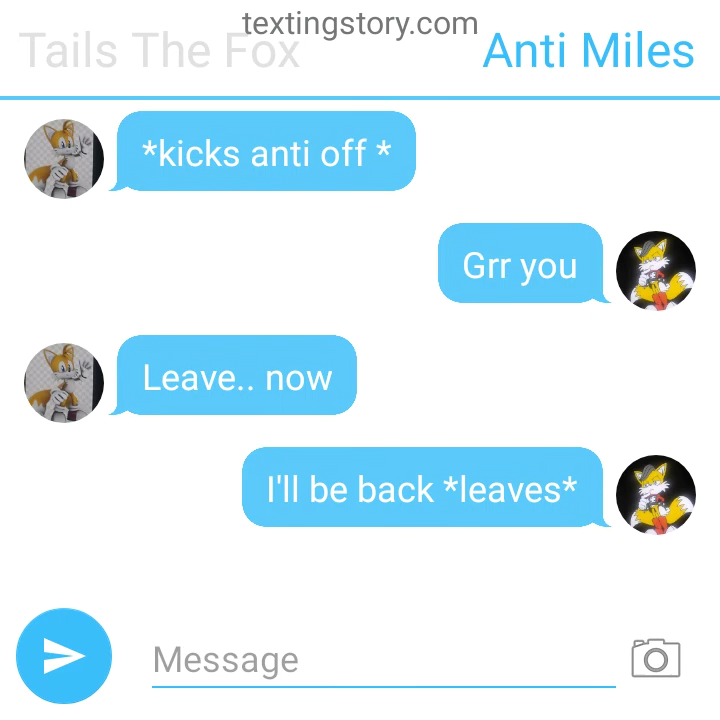 textingstory.com
Tails The Fox
Anti Miles
*kicks anti off *
Grr you
Leave.. now
I'll be back *leaves*
Message